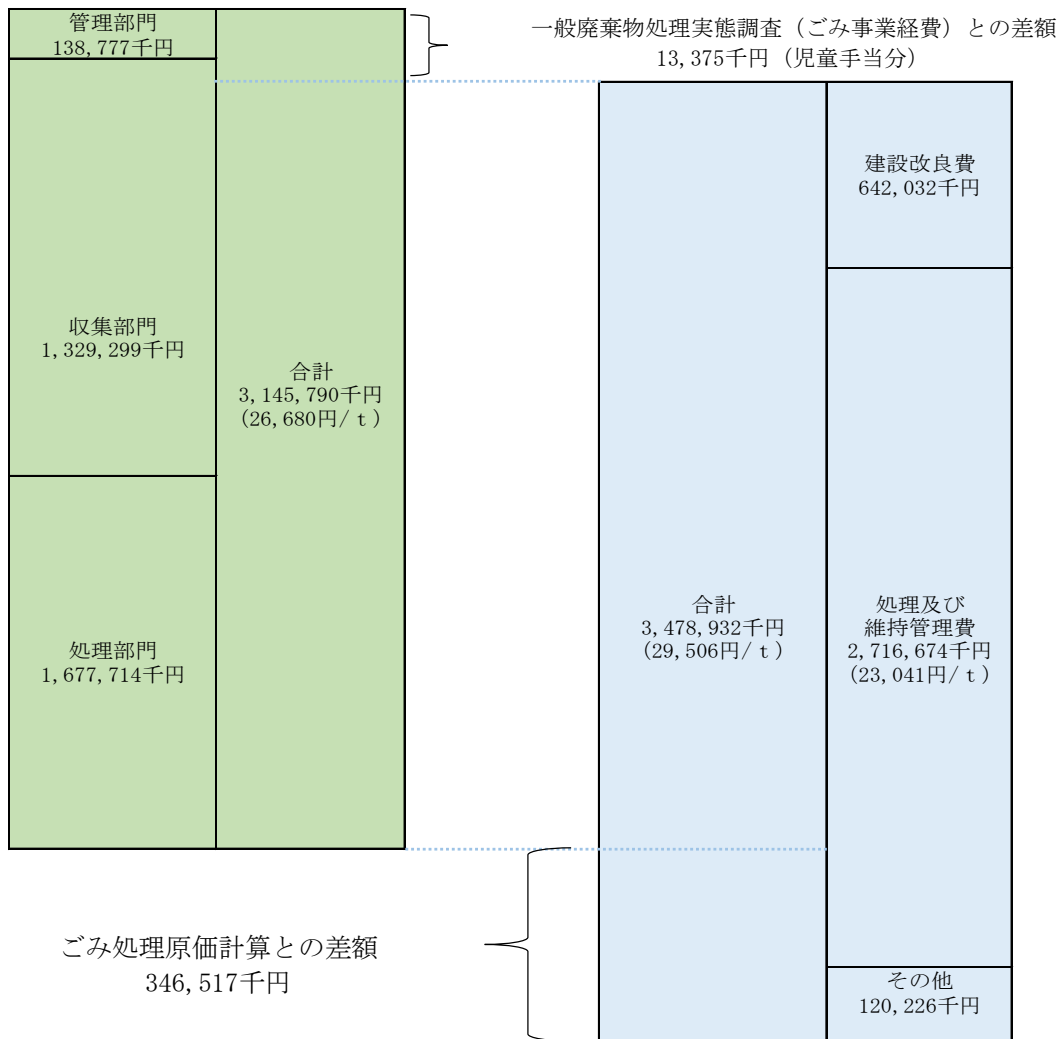 管理部門
138,777千円
収集部門
1,329,299千円
処理部門
1,677,714千円
合計
3,145,790千円
(26,680円/ｔ)
一般廃棄物処理実態調査（ごみ事業経費）との差額
13,375千円（児童手当分）
合計
3,478,932千円
(29,506円/ｔ)
建設改良費
642,032千円
処理及び
維持管理費
2,716,674千円
(23,041円/ｔ)
その他
120,226千円
ごみ処理原価計算との差額
346,517千円